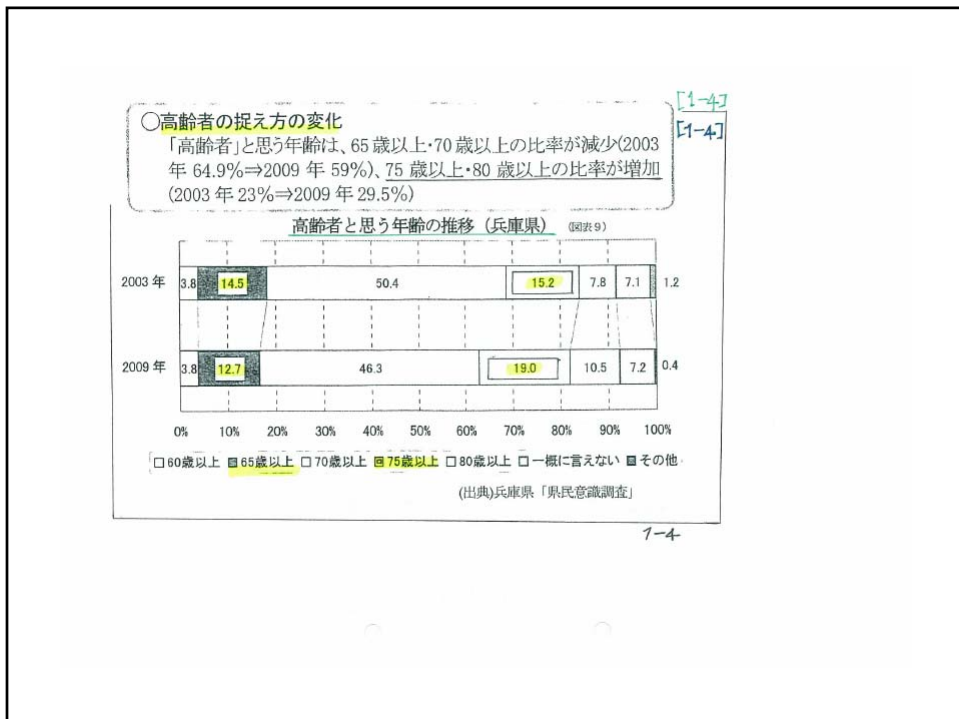 [1-4]
○高齢者の捉え方の変化
[1-4]
「高齢者」と思う年齢は、65歳以上・70歳以上の比率が減少(2003
年 64.9%⇒2009 年 59%)、75 歳以上・80 歳以上の比率が増加
(2003 年 23%⇒2009 年 29.5%)
高齢者と思う年齢の推移（兵庫県） (図表9)
2003 年 3.8 14.5 50.4 15.2 7.8 7.1 1.2
2009 年 3.8 12.7 46.3 19.0 10.5 7.2 0.4
0% 10% 20% 30% 40% 50% 60% 70% 80% 90% 100%
60歳以上 65歳以上 70歳以上 75歳以上 80歳以上 一概に言えない その他
(出典)兵庫県「県民意識調査」
1-4